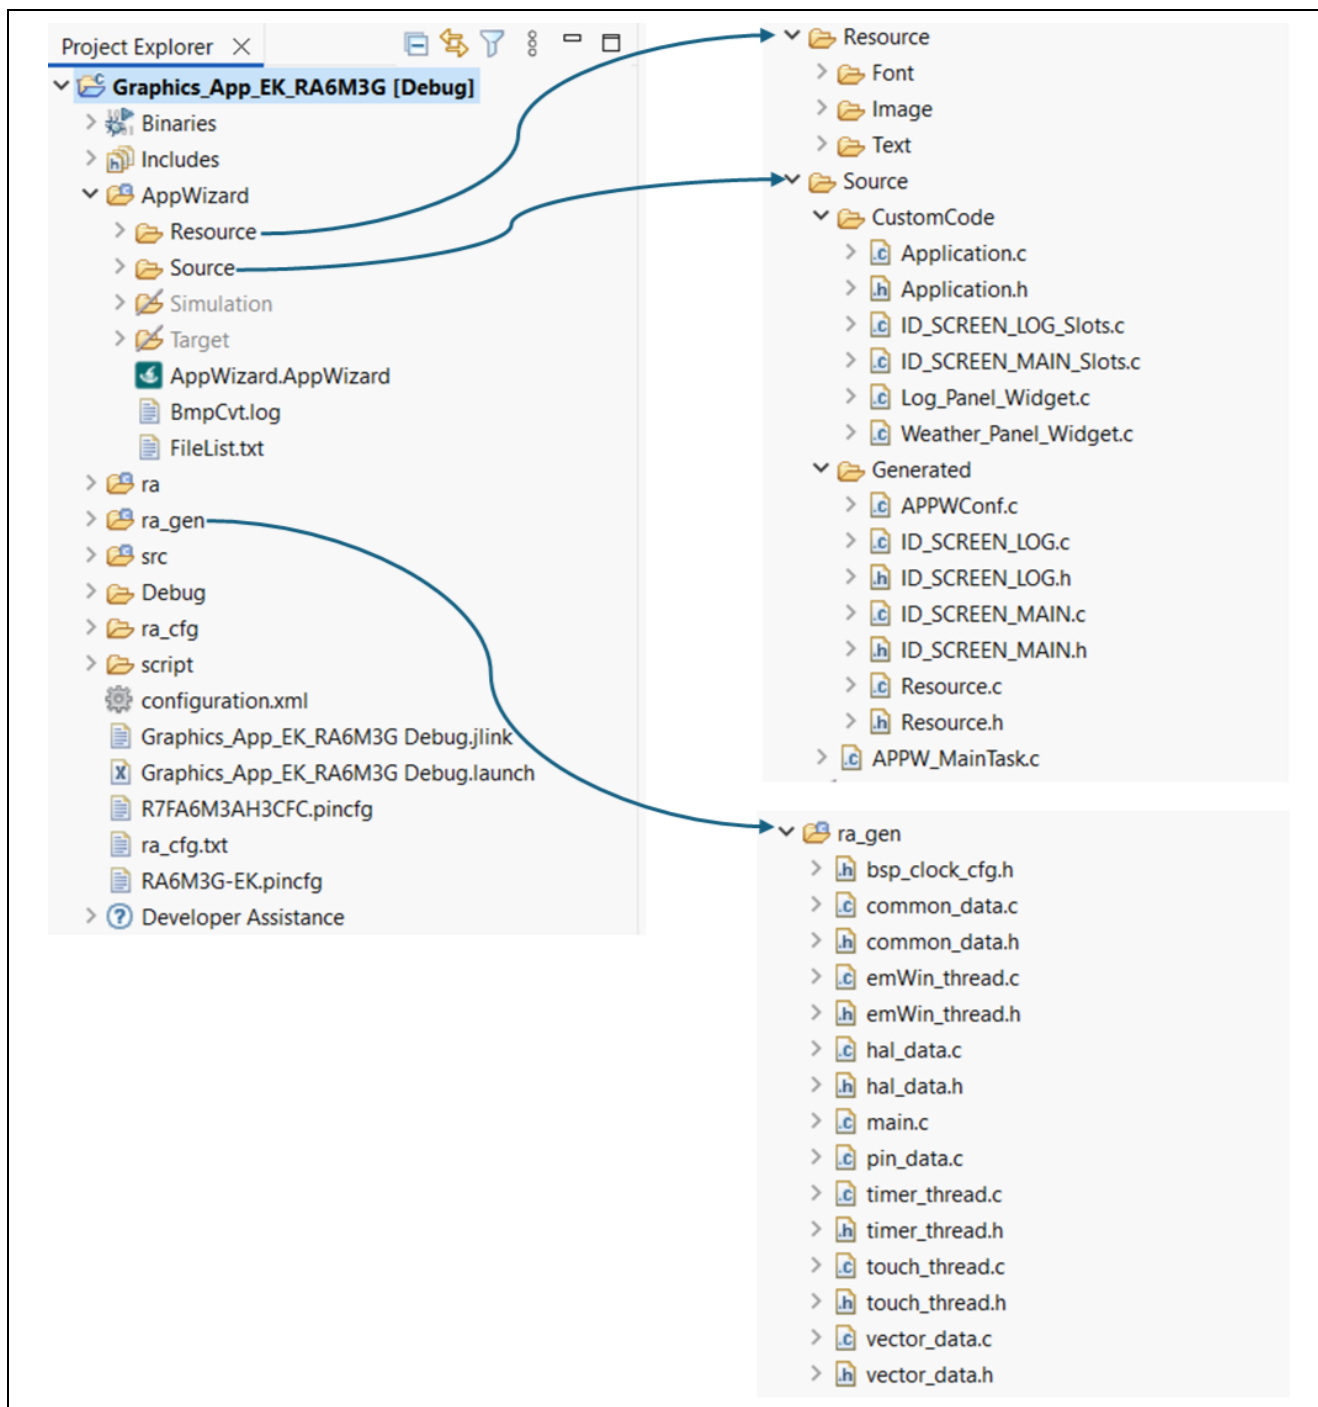 Project Explorer
Graphics_App_EK_RA6M3G [Debug]
Binaries
Includes
AppWizard
Resource
Source
Simulation
Target
AppWizard.AppWizard
BmpCvt.log
FileList.txt
ra
ra_gen
src
Debug
ra_cfg
script
configuration.xml
Graphics_App_EK_RA6M3G Debug.jlink
Graphics_App_EK_RA6M3G Debug.launch
R7FA6M3AH3CFC.pincfg
ra_cfg.txt
RA6M3G-EK.pincfg
Developer Assistance
Resource
Font
Image
Text
Source
CustomCode
Application.c
Application.h
ID_SCREEN_LOG_Slots.c
ID_SCREEN_MAIN_Slots.c
Log_Panel_Widget.c
Weather_Panel_Widget.c
Generated
APPWConf.c
ID_SCREEN_LOG.c
ID_SCREEN_LOG.h
ID_SCREEN_MAIN.c
ID_SCREEN_MAIN.h
Resource.c
Resource.h
APPW_MainTask.c
ra_gen
bsp_clock_cfg.h
common_data.c
common_data.h
emWin_thread.c
emWin_thread.h
hal_data.c
hal_data.h
main.c
pin_data.c
timer_thread.c
timer_thread.h
touch_thread.c
touch_thread.h
vector_data.c
vector_data.h